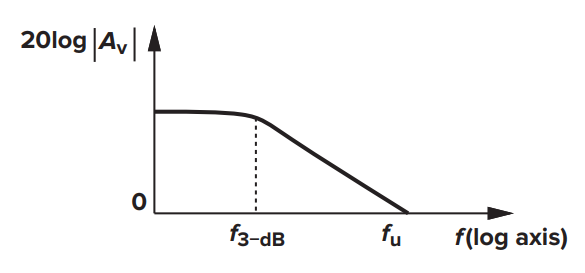 20log|Av|
0
f3–dB
fu
f(log axis)